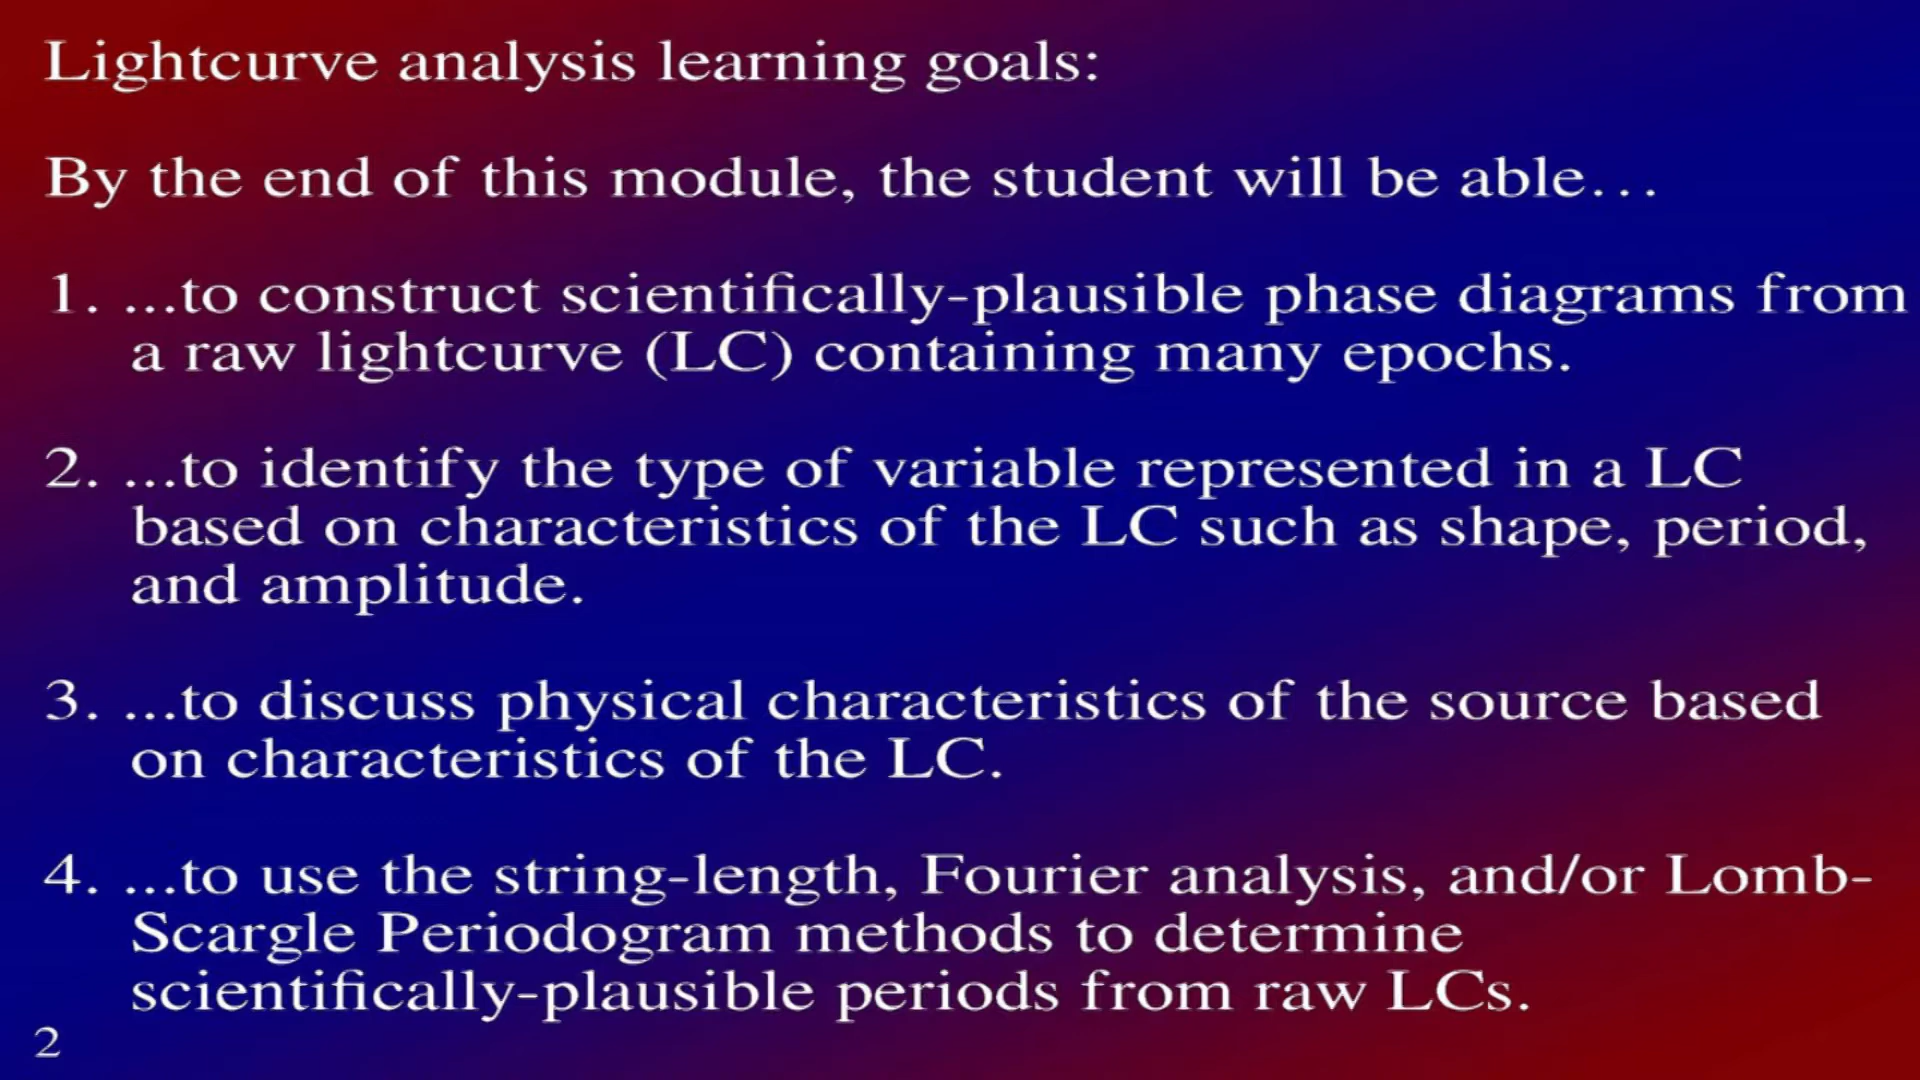 Lightcurve analysis learning goals:
By the end of this module, the student will be able…
1. ...to construct scientifically-plausible phase diagrams from
a raw lightcurve (LC) containing many epochs.
2. ...to identify the type of variable represented in a LC
based on characteristics of the LC such as shape, period,
and amplitude.
3. ...to discuss physical characteristics of the source based
on characteristics of the LC.
4. ...to use the string-length, Fourier analysis, and/or Lomb-
Scargle Periodogram methods to determine
scientifically-plausible periods from raw LCs.
2